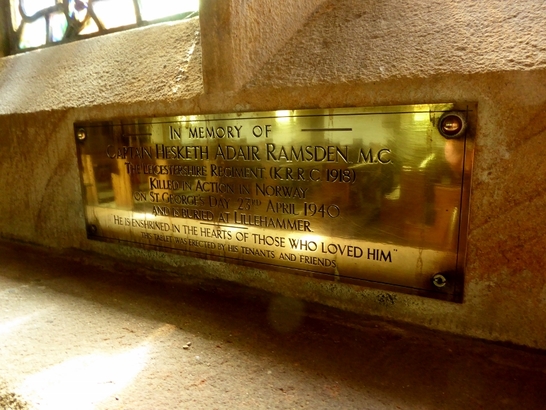 IN MEMORY OF
CAPTAIN HESKETH ADAIR RAMSDEN, M.C.
THE LEICESTERSHIRE REGIMENT (K.R.R.C. 1918)
KILLED IN ACTION IN NORWAY
ON ST GEORGE'S DAY 23RD APRIL 1940
AND IS BURIED AT LILLEHAMMER
"HE IS ENSHRINED IN THE HEARTS OF THOSE WHO LOVED HIM"
THIS TABLET WAS ERECTED BY HIS TENANTS AND FRIENDS